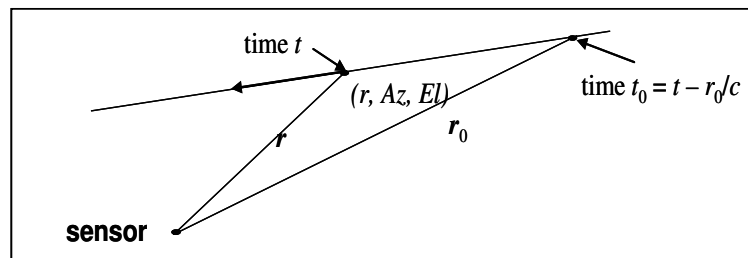 time t
time t₀ = t – r₀/c
(r, Az, El)
r
r₀
sensor